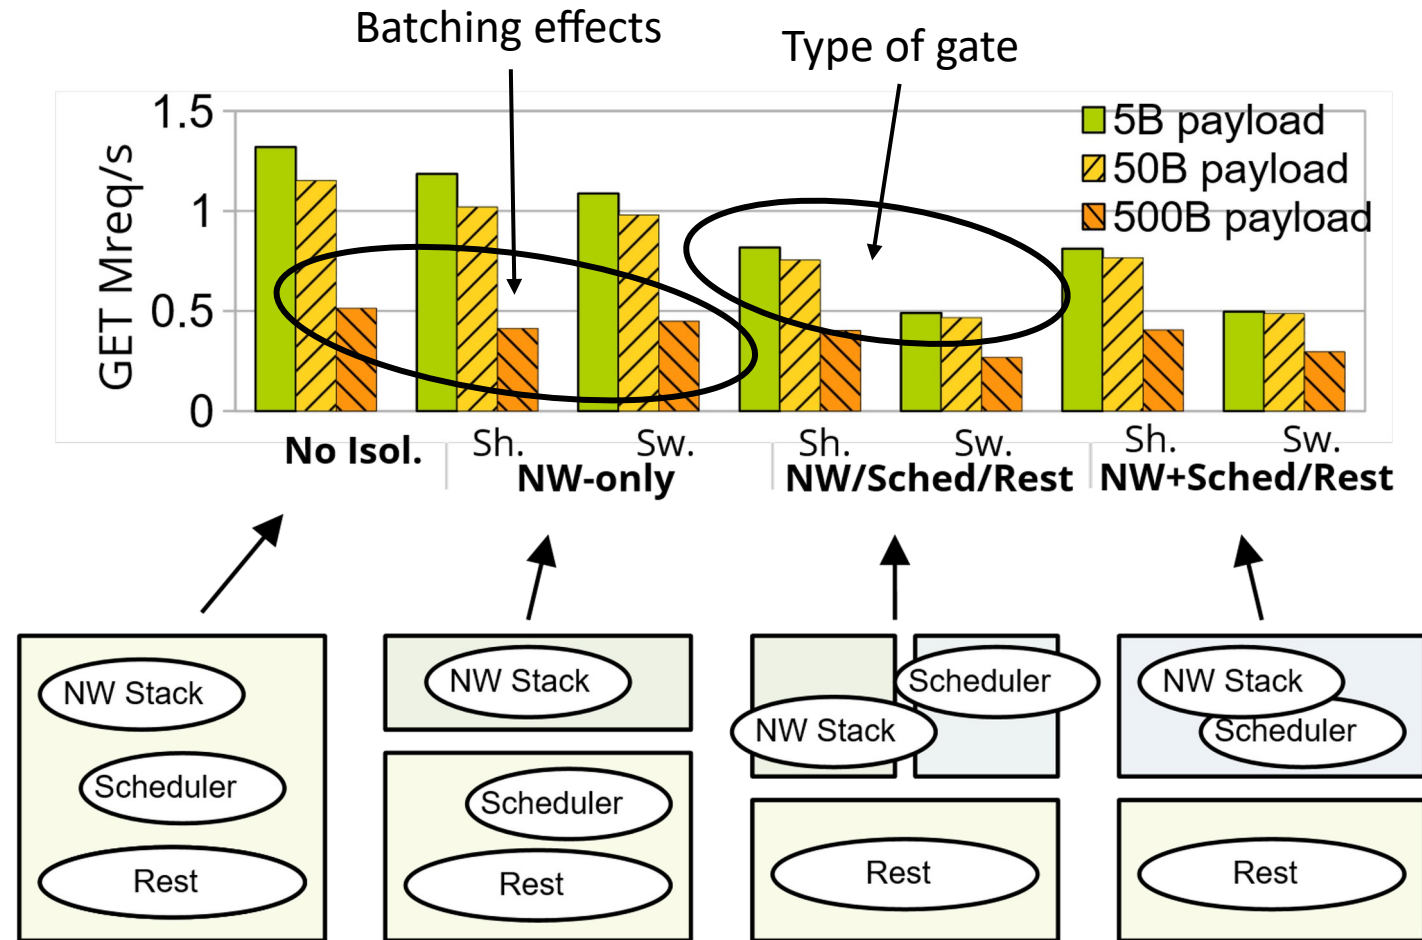 Batching effects
Type of gate
GET Mreq/s
1.5
1
0.5
0
5B payload
50B payload
500B payload
No Isol.
Sh. Sw.
NW-only
Sh. Sw.
NW/Sched/Rest
Sh. Sw.
NW+Sched/Rest
NW Stack
Scheduler
Rest
NW Stack
Scheduler
Rest
NW Stack
Scheduler
Rest
NW Stack
Scheduler
Rest